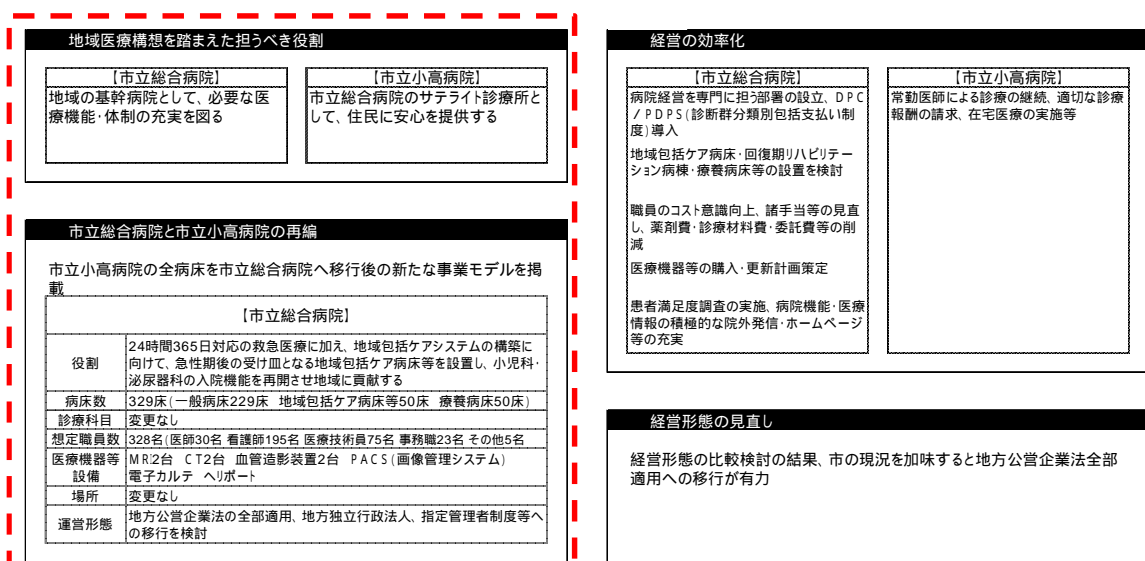 地域医療構想を踏まえた担うべき役割
【市立総合病院】
地域の基幹病院として、必要な医
療機能・体制の充実を図る
【市立小高病院】
市立総合病院のサテライト診療所と
して、住民に安心を提供する
市立総合病院と市立小高病院の再編
市立小高病院の全病床を市立総合病院へ移行後の新たな事業モデルを掲
載
【市立総合病院】
役割
24時間365日対応の救急医療に加え、地域包括ケアシステムの構築に
向けて、急性期後の受け皿となる地域包括ケア病床等を設置し、小児科・
泌尿器科の入院機能を再開させ地域に貢献する
病床数
329床(一般病床229床 地域包括ケア病床等50床 療養病床50床)
診療科目
変更なし
想定職員数
328名(医師30名 看護師195名 医療技術員75名 事務職23名 その他5名
医療機器等
設備
MRI2台 CT2台 血管造影装置2台 PACS(画像管理システム)
電子カルテ ヘリポート
場所
変更なし
運営形態
地方公営企業法の全部適用、地方独立行政法人、指定管理者制度等へ
の移行を検討
経営の効率化
【市立総合病院】
病院経営を専門に担う部署の設立、DPC
/PDPS(診断群分類別包括支払い制
度)導入
地域包括ケア病床・回復期リハビリテー
ション病棟・療養病床等の設置を検討
職員のコスト意識向上、諸手当等の見直
し、薬剤費・診療材料費・委託費等の削
減
医療機器等の購入・更新計画策定
患者満足度調査の実施、病院機能・医療
情報の積極的な院外発信・ホームページ
等の充実
【市立小高病院】
常勤医師による診療の継続、適切な診療
報酬の請求、在宅医療の実施等
経営形態の見直し
経営形態の比較検討の結果、市の現況を加味すると地方公営企業法全部
適用への移行が有力